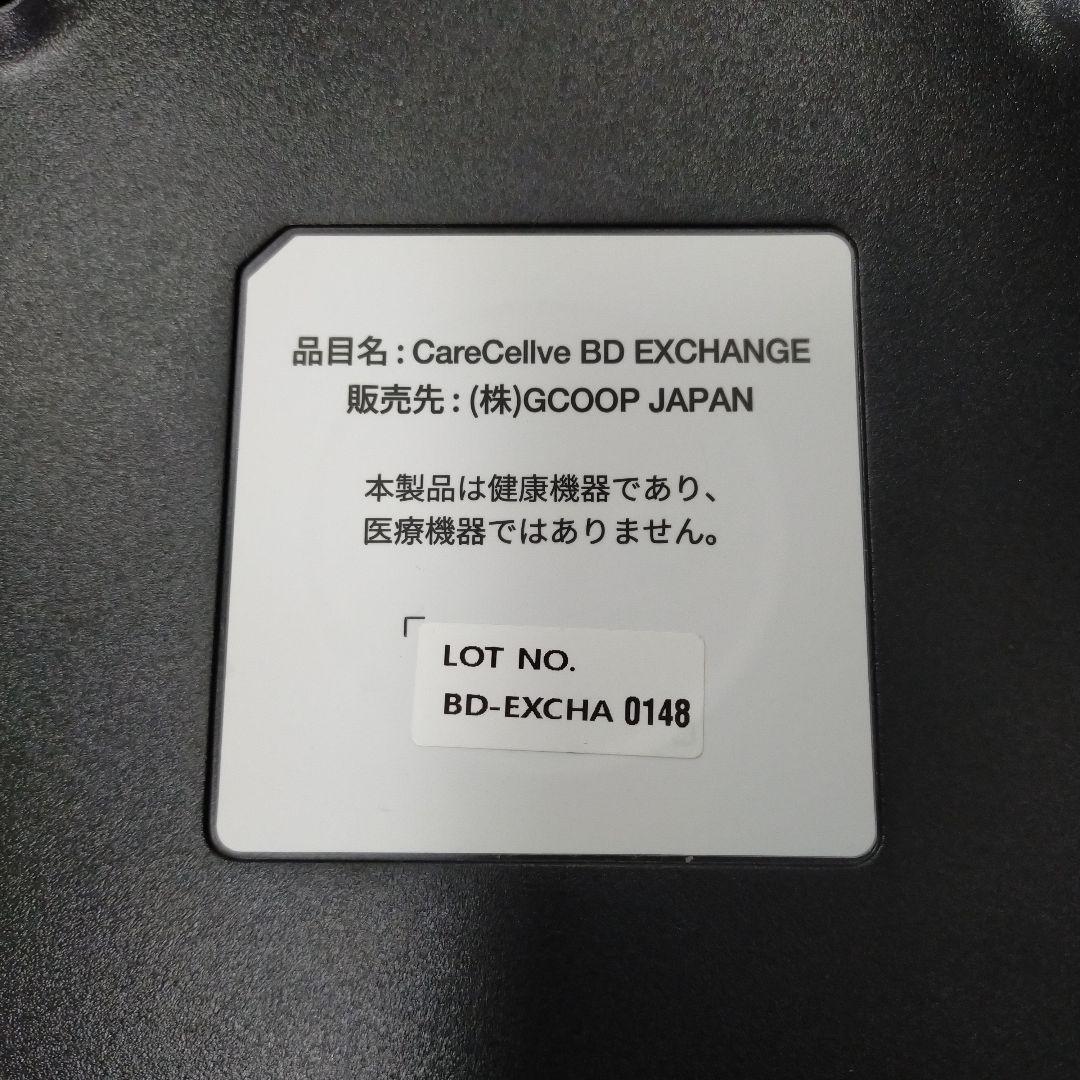 品目名 : CareCellve BD EXCHANGE
販売先 : (株)GCOOP JAPAN
本製品は健康機器であり、
医療機器ではありません。
LOT NO.
BD-EXCHA 0148